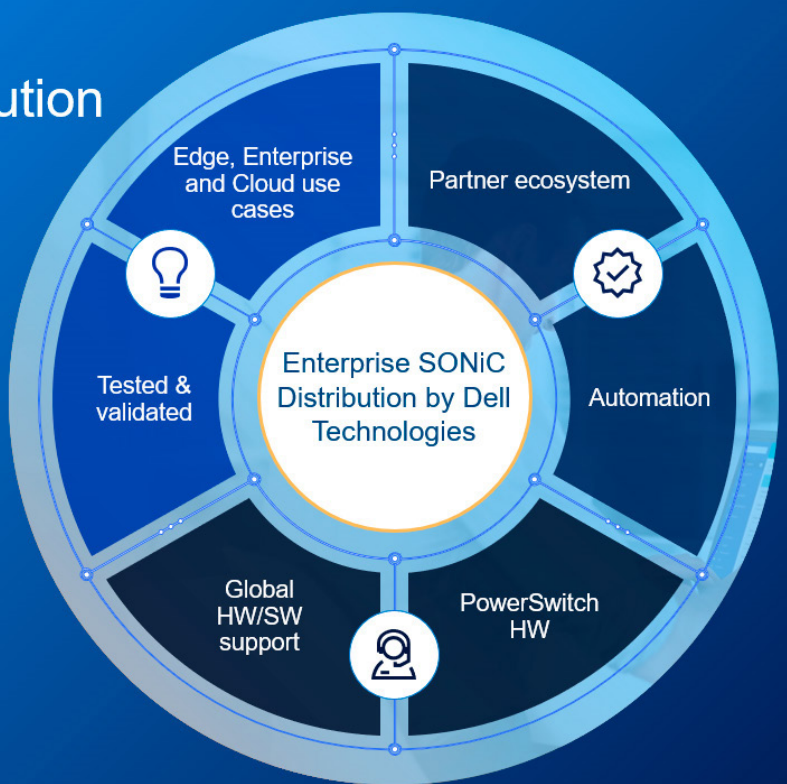 Edge, Enterprise
and Cloud use
cases
Partner ecosystem
Tested &
validated
Enterprise SONiC
Distribution by Dell
Technologies
Automation
Global
HW/SW
support
PowerSwitch
HW